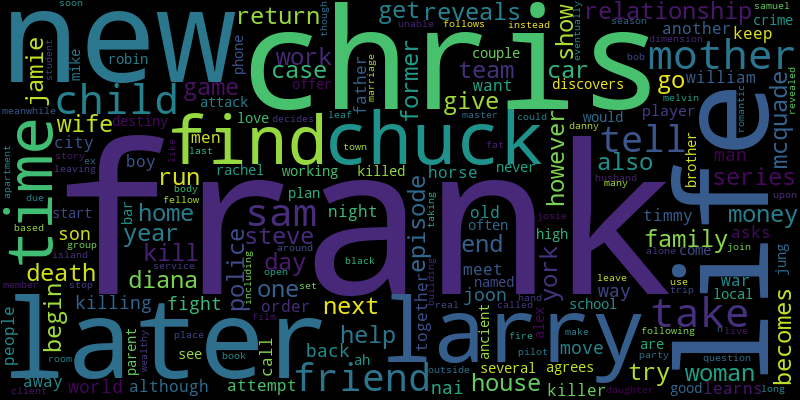 new
chris
life
frank
later
larry
find
chuck
time
child
friend
mother
tell
take
sam
steve
return
get
reveals
relationship
show
another
keep
crime
samuel
soon
robin
phone
mike
student
jamie
wife
city
story
ex
leaving
destiny
game
attack
work
case
offer
love
decides
father
marriage
former
couple
team
want
give
unable
follows
instead
though
season
bob
eventually
car
discovers
go
william
dimension
romantic
revealed
melvin
mcquade
player
would
danny
however
also
man
series
money
men
last
like
boy
run
rachel
working
killed
leaf
master
could
town
fat
never
horse
plan
night
bar
home
year
son
start
group
island
stop
member
due
based
apartment
meanwhile
death
kill
diana
day
police
body
fellow
around
black
episode
old
often
end
meet
named
high
josie
many
husband
brother
timmy
family
come
war
local
asks
upon
join
jung
alone
use
trip
leave
york
way
school
are
begin
killing
fight
one
order
service
including
open
set
next
help
together
taking
building
real
called
hand
ancient
alex
fire
make
move
following
party
live
question
becomes
woman
try
good
learns
long
daughter
pilot
outside
several
agrees
killer
house
nai
joon
back
ah
call
film
attempt
although
parent
wealthy
place
see
book
world
away
room
client
people